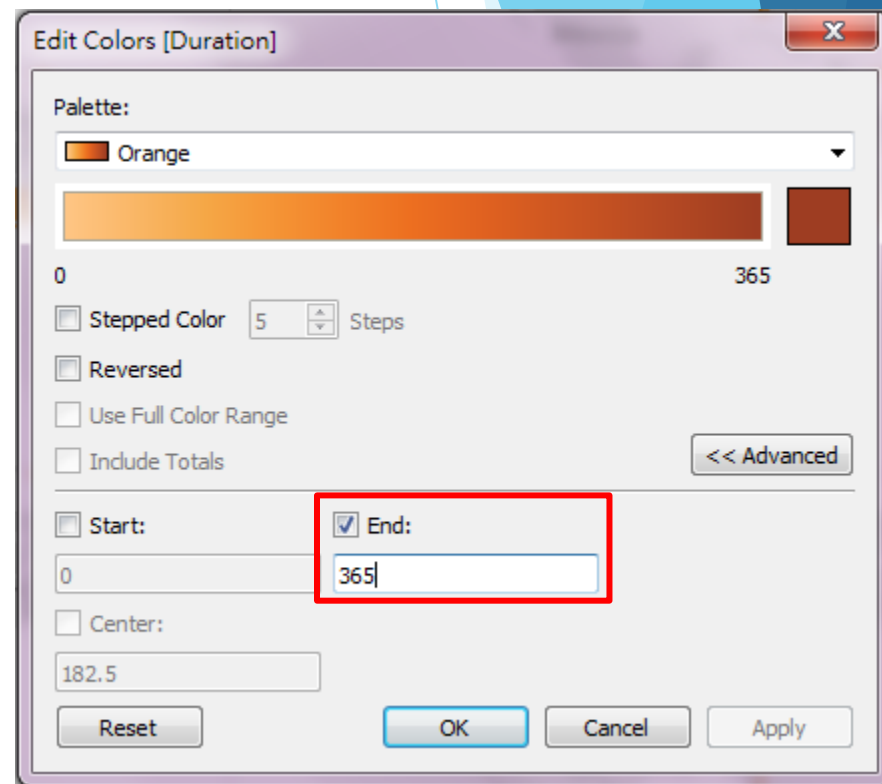 Edit Colors [Duration]
Palette:
Orange
0 365
Stepped Color 5 Steps
Reversed
Use Full Color Range
Include Totals << Advanced
Start: End:
0 365
Center:
182.5
Reset OK Cancel Apply